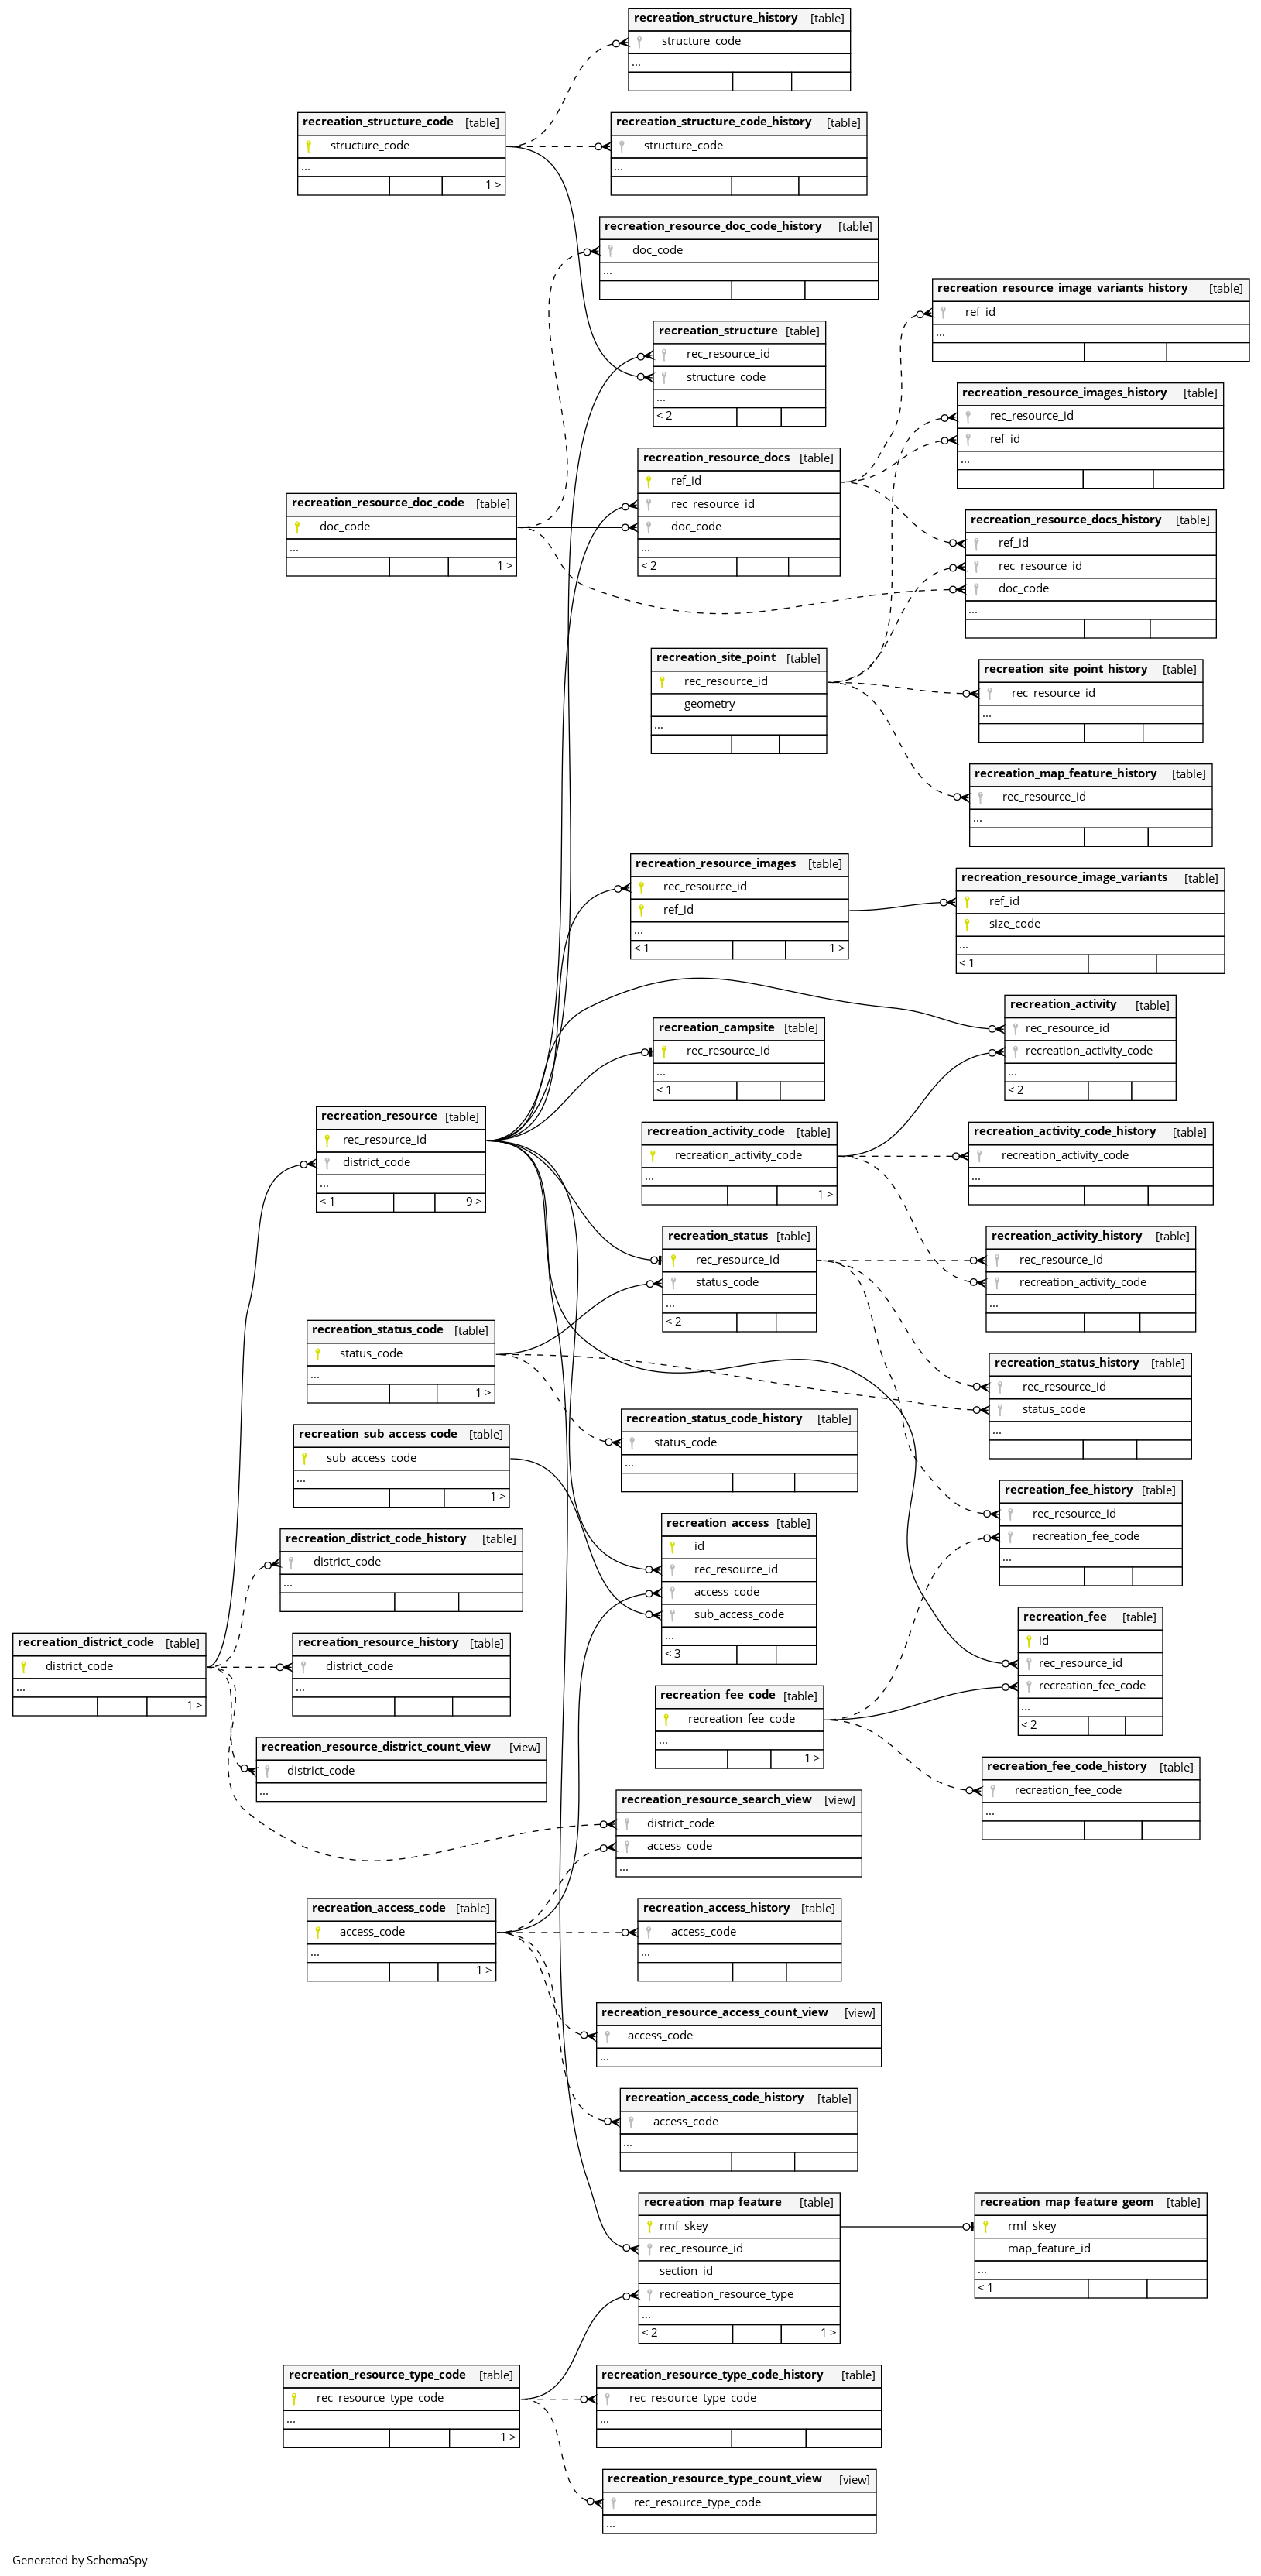 recreation_structure_history [table]
structure_code
...
recreation_structure_code [table]
structure_code
...
1 >
recreation_structure_code_history [table]
structure_code
...
recreation_resource_doc_code_history [table]
doc_code
...
recreation_resource_image_variants_history [table]
ref_id
...
recreation_structure [table]
rec_resource_id
structure_code
...
< 2
recreation_resource_images_history [table]
rec_resource_id
ref_id
...
recreation_resource_docs [table]
ref_id
rec_resource_id
doc_code
...
< 2
recreation_resource_doc_code [table]
doc_code
...
1 >
recreation_resource_docs_history [table]
ref_id
rec_resource_id
doc_code
...
recreation_site_point [table]
rec_resource_id
geometry
...
recreation_site_point_history [table]
rec_resource_id
...
recreation_map_feature_history [table]
rec_resource_id
...
recreation_resource_images [table]
rec_resource_id
ref_id
...
< 1 1 >
recreation_resource_image_variants [table]
ref_id
size_code
...
< 1
recreation_activity [table]
rec_resource_id
recreation_activity_code
...
< 2
recreation_campsite [table]
rec_resource_id
...
< 1
recreation_resource [table]
rec_resource_id
district_code
...
< 1 9 >
recreation_activity_code [table]
recreation_activity_code
...
1 >
recreation_activity_code_history [table]
recreation_activity_code
...
recreation_status [table]
rec_resource_id
status_code
...
< 2
recreation_activity_history [table]
rec_resource_id
recreation_activity_code
...
recreation_status_code [table]
status_code
...
1 >
recreation_status_history [table]
rec_resource_id
status_code
...
recreation_status_code_history [table]
status_code
...
recreation_sub_access_code [table]
sub_access_code
...
1 >
recreation_fee_history [table]
rec_resource_id
recreation_fee_code
...
recreation_access [table]
id
rec_resource_id
access_code
sub_access_code
...
< 3
recreation_district_code_history [table]
district_code
...
recreation_fee [table]
id
rec_resource_id
recreation_fee_code
...
< 2
recreation_district_code [table]
district_code
...
1 >
recreation_resource_history [table]
district_code
...
recreation_fee_code [table]
recreation_fee_code
...
1 >
recreation_resource_district_count_view [view]
district_code
...
recreation_fee_code_history [table]
recreation_fee_code
...
recreation_resource_search_view [view]
district_code
access_code
...
recreation_access_code [table]
access_code
...
1 >
recreation_access_history [table]
access_code
...
recreation_resource_access_count_view [view]
access_code
...
recreation_access_code_history [table]
access_code
...
recreation_map_feature [table]
rmf_skey
rec_resource_id
section_id
recreation_resource_type
...
< 2 1 >
recreation_map_feature_geom [table]
rmf_skey
map_feature_id
...
< 1
recreation_resource_type_code [table]
rec_resource_type_code
...
1 >
recreation_resource_type_code_history [table]
rec_resource_type_code
...
recreation_resource_type_count_view [view]
rec_resource_type_code
...
Generated by SchemaSpy